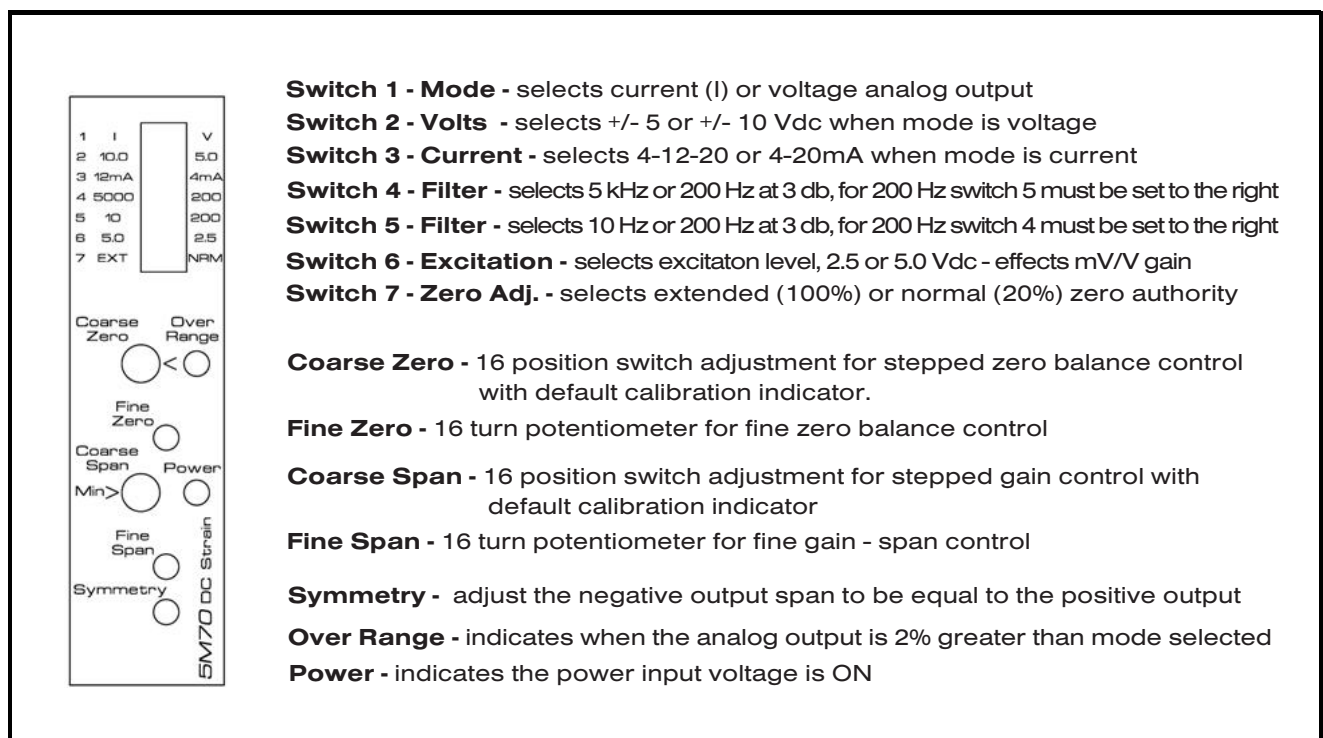 1 I V
2 10.0 5.0
3 12mA 4mA
4 5000 200
5 10 200
6 5.0 2.5
7 EXT NRM
Coarse Zero
Over Range
<
Fine Zero
Coarse Span
Power
Min>
Fine Span
Symmetry
5M70 DC Strain
Switch 1 - Mode - selects current (I) or voltage analog output
Switch 2 - Volts - selects +/- 5 or +/- 10 Vdc when mode is voltage
Switch 3 - Current - selects 4-12-20 or 4-20mA when mode is current
Switch 4 - Filter - selects 5 kHz or 200 Hz at 3 db, for 200 Hz switch 5 must be set to the right
Switch 5 - Filter - selects 10 Hz or 200 Hz at 3 db, for 200 Hz switch 4 must be set to the right
Switch 6 - Excitation - selects excitaton level, 2.5 or 5.0 Vdc - effects mV/V gain
Switch 7 - Zero Adj. - selects extended (100%) or normal (20%) zero authority
Coarse Zero - 16 position switch adjustment for stepped zero balance control
with default calibration indicator.
Fine Zero - 16 turn potentiometer for fine zero balance control
Coarse Span - 16 position switch adjustment for stepped gain control with
default calibration indicator
Fine Span - 16 turn potentiometer for fine gain - span control
Symmetry - adjust the negative output span to be equal to the positive output
Over Range - indicates when the analog output is 2% greater than mode selected
Power - indicates the power input voltage is ON